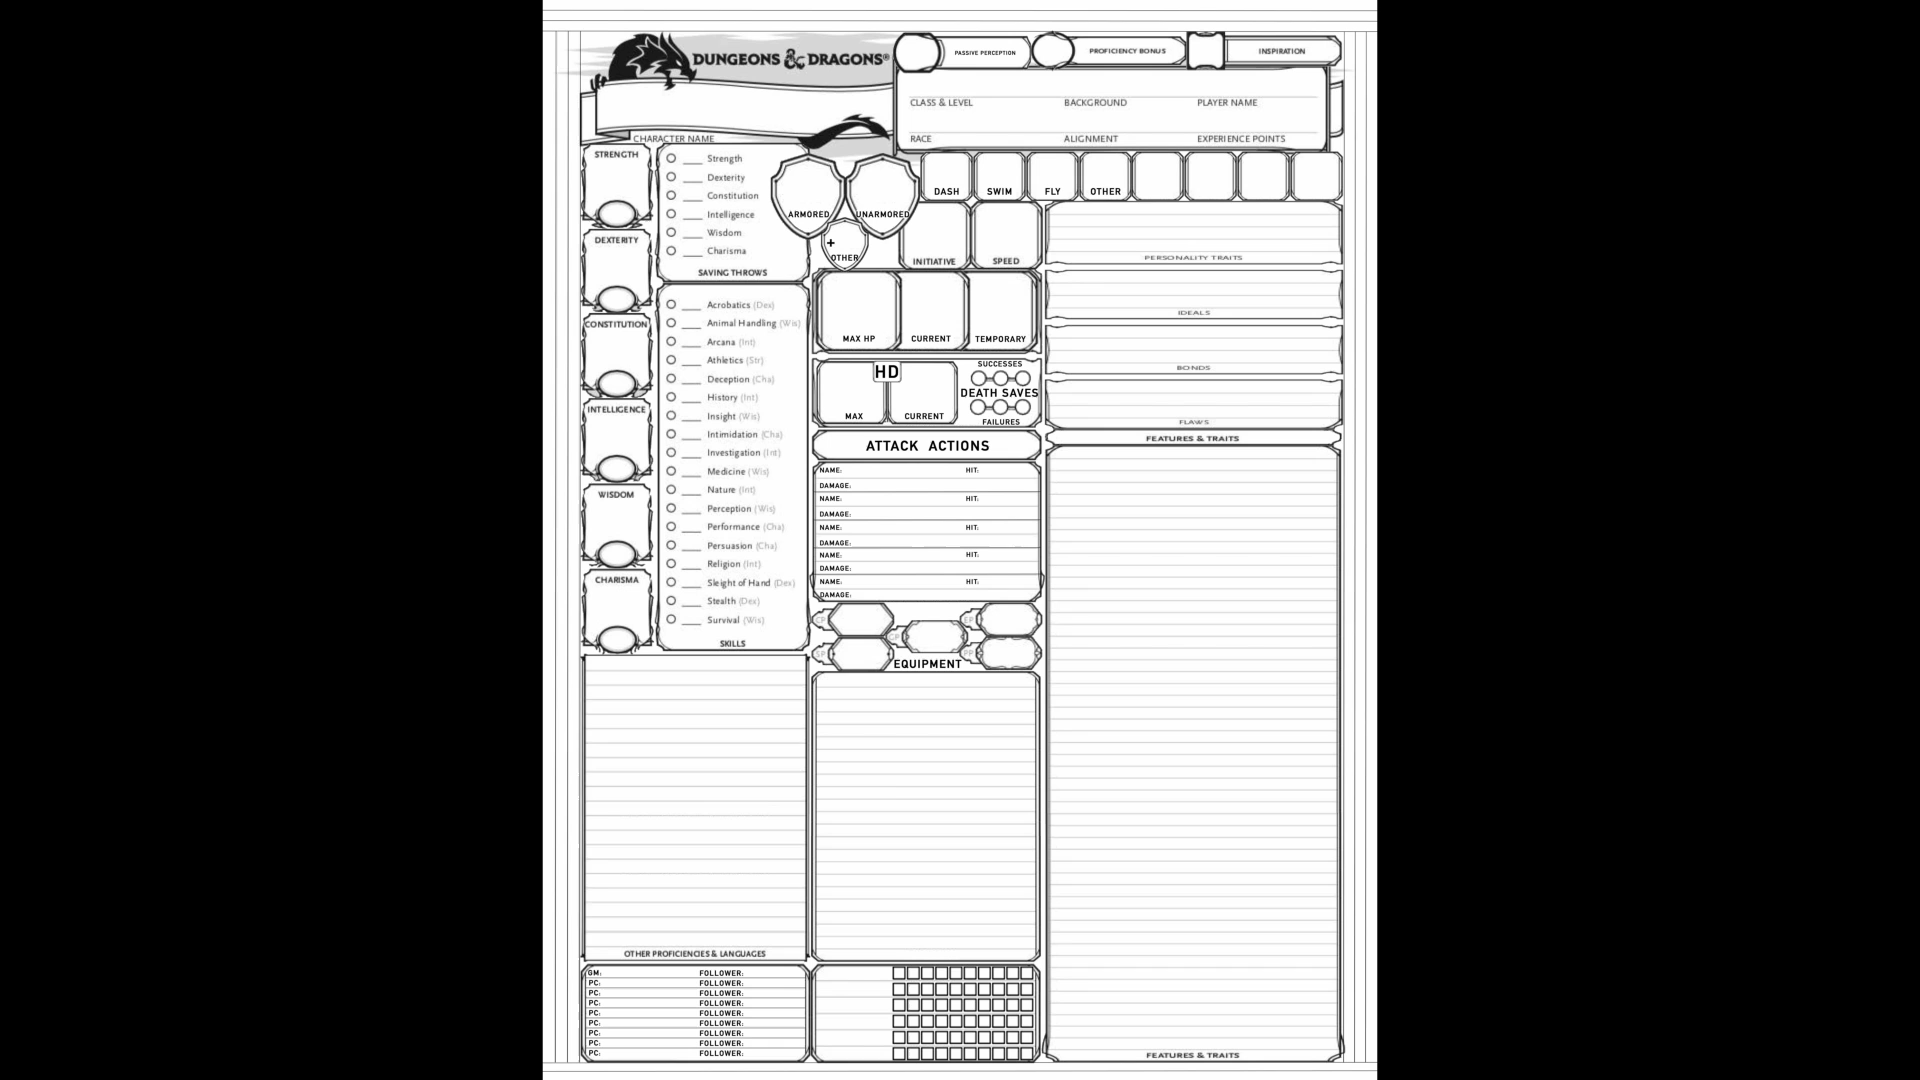 DUNGEONS & DRAGONS®
PASSIVE PERCEPTION
PROFICIENCY BONUS
INSPIRATION
CLASS & LEVEL BACKGROUND PLAYER NAME
RACE ALIGNMENT EXPERIENCE POINTS
CHARACTER NAME
STRENGTH
DEXTERITY
CONSTITUTION
INTELLIGENCE
WISDOM
CHARISMA
Strength
Dexterity
Constitution
Intelligence
Wisdom
Charisma
SAVING THROWS
Acrobatics (Dex)
Animal Handling (Wis)
Arcana (Int)
Athletics (Str)
Deception (Cha)
History (Int)
Insight (Wis)
Intimidation (Cha)
Investigation (Int)
Medicine (Wis)
Nature (Int)
Perception (Wis)
Performance (Cha)
Persuasion (Cha)
Religion (Int)
Sleight of Hand (Dex)
Stealth (Dex)
Survival (Wis)
SKILLS
OTHER PROFICIENCIES & LANGUAGES
GM: FOLLOWER:
PC: FOLLOWER:
PC: FOLLOWER:
PC: FOLLOWER:
PC: FOLLOWER:
PC: FOLLOWER:
PC: FOLLOWER:
PC: FOLLOWER:
PC: FOLLOWER:
ARMORED UNARMORED
+
OTHER
DASH SWIM FLY OTHER
INITIATIVE SPEED
MAX HP CURRENT TEMPORARY
HD
MAX CURRENT
SUCCESSES
DEATH SAVES
FAILURES
ATTACK ACTIONS
NAME: HIT:
DAMAGE:
NAME: HIT:
DAMAGE:
NAME: HIT:
DAMAGE:
NAME: HIT:
DAMAGE:
NAME: HIT:
DAMAGE:
CP EP
GP
SP PP
EQUIPMENT
PERSONALITY TRAITS
IDEALS
BONDS
FLAWS
FEATURES & TRAITS
FEATURES & TRAITS